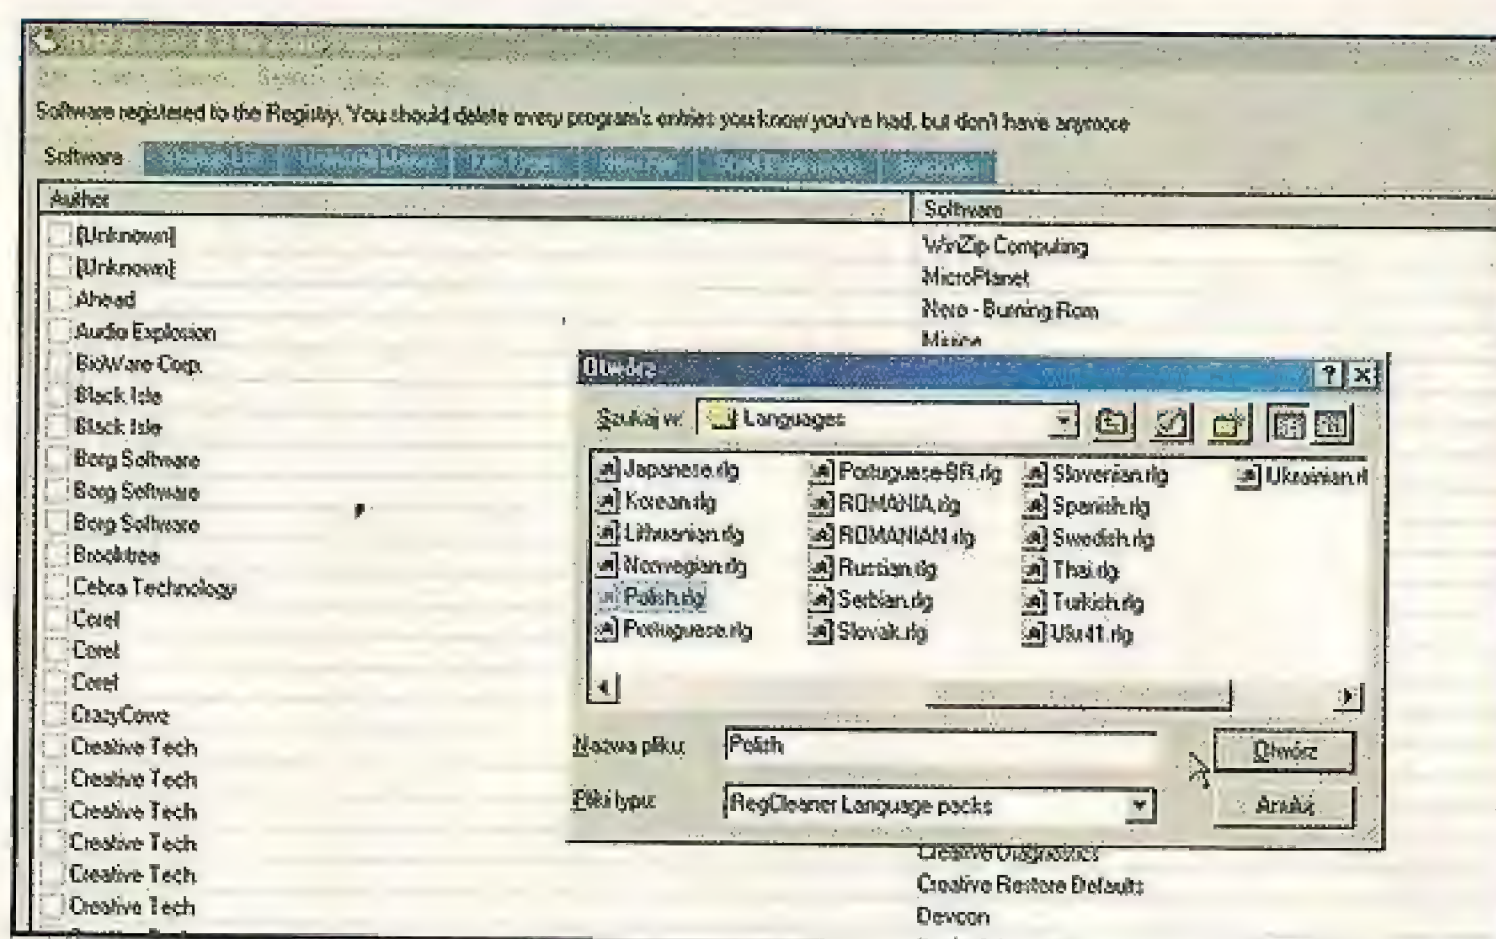 Software registered to the Registry. You should delete every program's entries you know you've had, but don't have anymore
Software
Author
Software
[Unknown]
WinZip Computing
[Unknown]
MicroPlanet
Ahead
Nero - Burning Rom
Audio Explosion
Mixine
BioWare Corp.
Black Isle
Black Isle
Borg Software
Borg Software
Borg Software
Brooktree
Cebra Technology
Corel
Corel
Corel
CrazyCowz
Creative Tech
Creative Tech
Creative Tech
Creative Tech
Creative Tech
Creative Tech
Otwórz
Szukaj w:
Languages
Japanese.rlg
Korean.rlg
Lithuanian.rlg
Norwegian.rlg
Polish.rlg
Portuguese.rlg
Portuguese-BR.rlg
ROMANIA.rlg
ROMANIAN.rlg
Russian.rlg
Serbian.rlg
Slovak.rlg
Slovenian.rlg
Spanish.rlg
Swedish.rlg
Thai.rlg
Turkish.rlg
Ukrainian.rl
Nazwa pliku:
Polish
Otwórz
Pliki typu:
RegCleaner Language packs
Anuluj
Creative Diagnostics
Creative Restore Defaults
Devcon